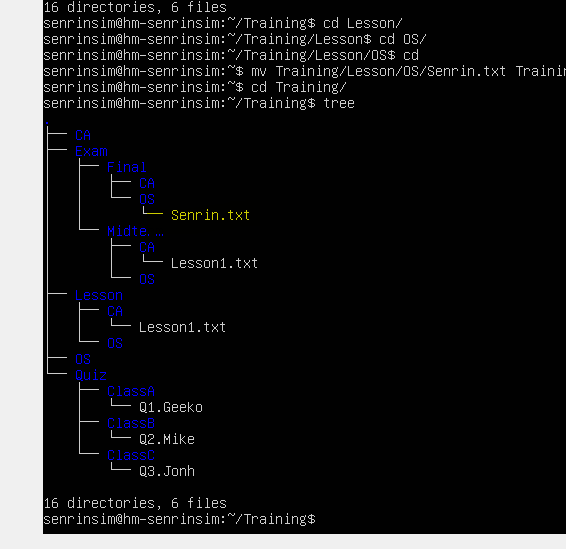 16 directories, 6 files
senrinsim@hm-senrinsim:~/Training$ cd Lesson/
senrinsim@hm-senrinsim:~/Training/Lesson$ cd OS/
senrinsim@hm-senrinsim:~/Training/Lesson/OS$ cd
senrinsim@hm-senrinsim:~$ mv Training/Lesson/OS/Senrin.txt Trainin
senrinsim@hm-senrinsim:~$ cd Training/
senrinsim@hm-senrinsim:~/Training$ tree
.
├── CA
├── Exam
│   ├── Final
│   │   ├── CA
│   │   └── OS
│   │       └── Senrin.txt
│   └── Midte...
│       ├── CA
│       │   └── Lesson1.txt
│       └── OS
├── Lesson
│   ├── CA
│   │   └── Lesson1.txt
│   └── OS
├── OS
└── Quiz
    ├── ClassA
    │   └── Q1.Geeko
    ├── ClassB
    │   └── Q2.Mike
    └── ClassC
        └── Q3.Jonh
16 directories, 6 files
senrinsim@hm-senrinsim:~/Training$